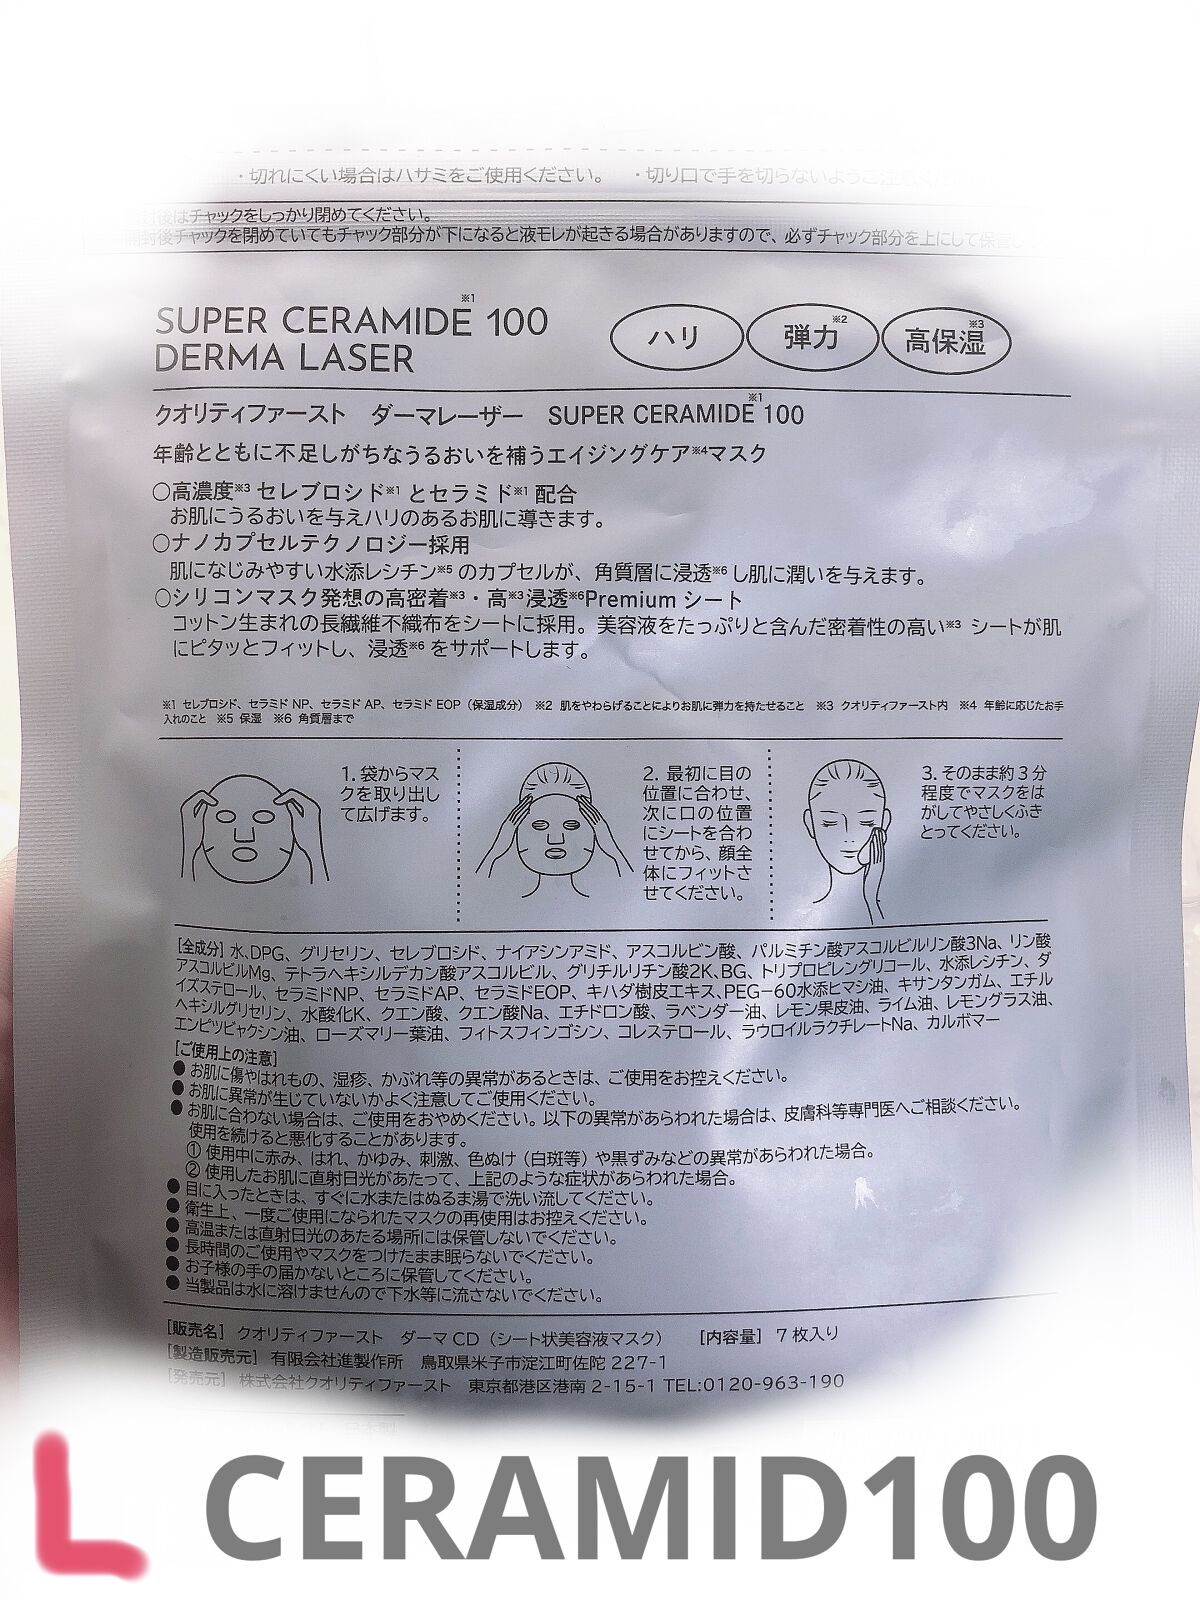 ・切れにくい場合はハサミをご使用ください。 ・切り口で手を切らないようご注意ください
封後はチャックをしっかり閉めてください。
開封後チャックを閉めていてもチャック部分が下になると液モレが起きる場合がありますので、必ずチャック部分を上にして保管し
SUPER CERAMIDE※1 100
DERMA LASER
ハリ 弾力※2 高保湿※3
クオリティファースト ダーマレーザー SUPER CERAMIDE※1 100
年齢とともに不足しがちなうるおいを補うエイジングケア※4マスク
○高濃度※3 セレブロシド※1 とセラミド※1 配合
お肌にうるおいを与えハリのあるお肌に導きます。
○ナノカプセルテクノロジー採用
肌になじみやすい水添レシチン※5 のカプセルが、角質層に浸透※6 し肌に潤いを与えます。
○シリコンマスク発想の高密着※3・高※3浸透※6Premium シート
コットン生まれの長繊維不織布をシートに採用。美容液をたっぷりと含んだ密着性の高い※3 シートが肌
にピタッとフィットし、浸透※6 をサポートします。
※1 セレブロシド、セラミド NP、セラミド AP、セラミド EOP（保湿成分） ※2 肌をやわらげることによりお肌に弾力を持たせること ※3 クオリティファースト内 ※4 年齢に応じたお手
入れのこと ※5 保湿 ※6 角質層まで
1. 袋からマス
クを取り出し
て広げます。
2. 最初に目の
位置に合わせ、
次に口の位置
にシートを合わ
せてから、顔全
体にフィットさ
せてください。
3. そのまま約３分
程度でマスクをは
がしてやさしくふき
とってください。
[全成分] 水、DPG、グリセリン、セレブロシド、ナイアシンアミド、アスコルビン酸、パルミチン酸アスコルビルリン酸3Na、リン酸
アスコルビルMg、テトラヘキシルデカン酸アスコルビル、グリチルリチン酸2K、BG、トリプロピレングリコール、水添レシチン、ダ
イズステロール、セラミドNP、セラミドAP、セラミドEOP、キハダ樹皮エキス、PEG-60水添ヒマシ油、キサンタンガム、エチル
ヘキシルグリセリン、水酸化K、クエン酸、クエン酸Na、エチドロン酸、ラベンダー油、レモン果皮油、ライム油、レモングラス油、
エンピツビャクシン油、ローズマリー葉油、フィトスフィンゴシン、コレステロール、ラウロイルラクチレートNa、カルボマー
[ご使用上の注意]
● お肌に傷やはれもの、湿疹、かぶれ等の異常があるときは、ご使用をお控えください。
● お肌に異常が生じていないかよく注意してご使用ください。
● お肌に合わない場合は、ご使用をおやめください。以下の異常があらわれた場合は、皮膚科等専門医へご相談ください。
使用を続けると悪化することがあります。
① 使用中に赤み、はれ、かゆみ、刺激、色ぬけ（白斑等）や黒ずみなどの異常があらわれた場合。
② 使用したお肌に直射日光があたって、上記のような症状があらわれた場合。
● 目に入ったときは、すぐに水またはぬるま湯で洗い流してください。
● 衛生上、一度ご使用になられたマスクの再使用はお控えください。
● 高温または直射日光のあたる場所には保管しないでください。
● 長時間のご使用やマスクをつけたまま眠らないでください。
● お子様の手の届かないところに保管してください。
● 当製品は水に溶けませんので下水等に流さないでください。
[販売名] クオリティファースト ダーマ CD（シート状美容液マスク） [内容量] ７枚入り
[製造販売元] 有限会社進製作所 鳥取県米子市淀江町佐陀 227-1
[発売元] 株式会社クオリティファースト 東京都港区港南 2-15-1 TEL:0120-963-190
L CERAMID100